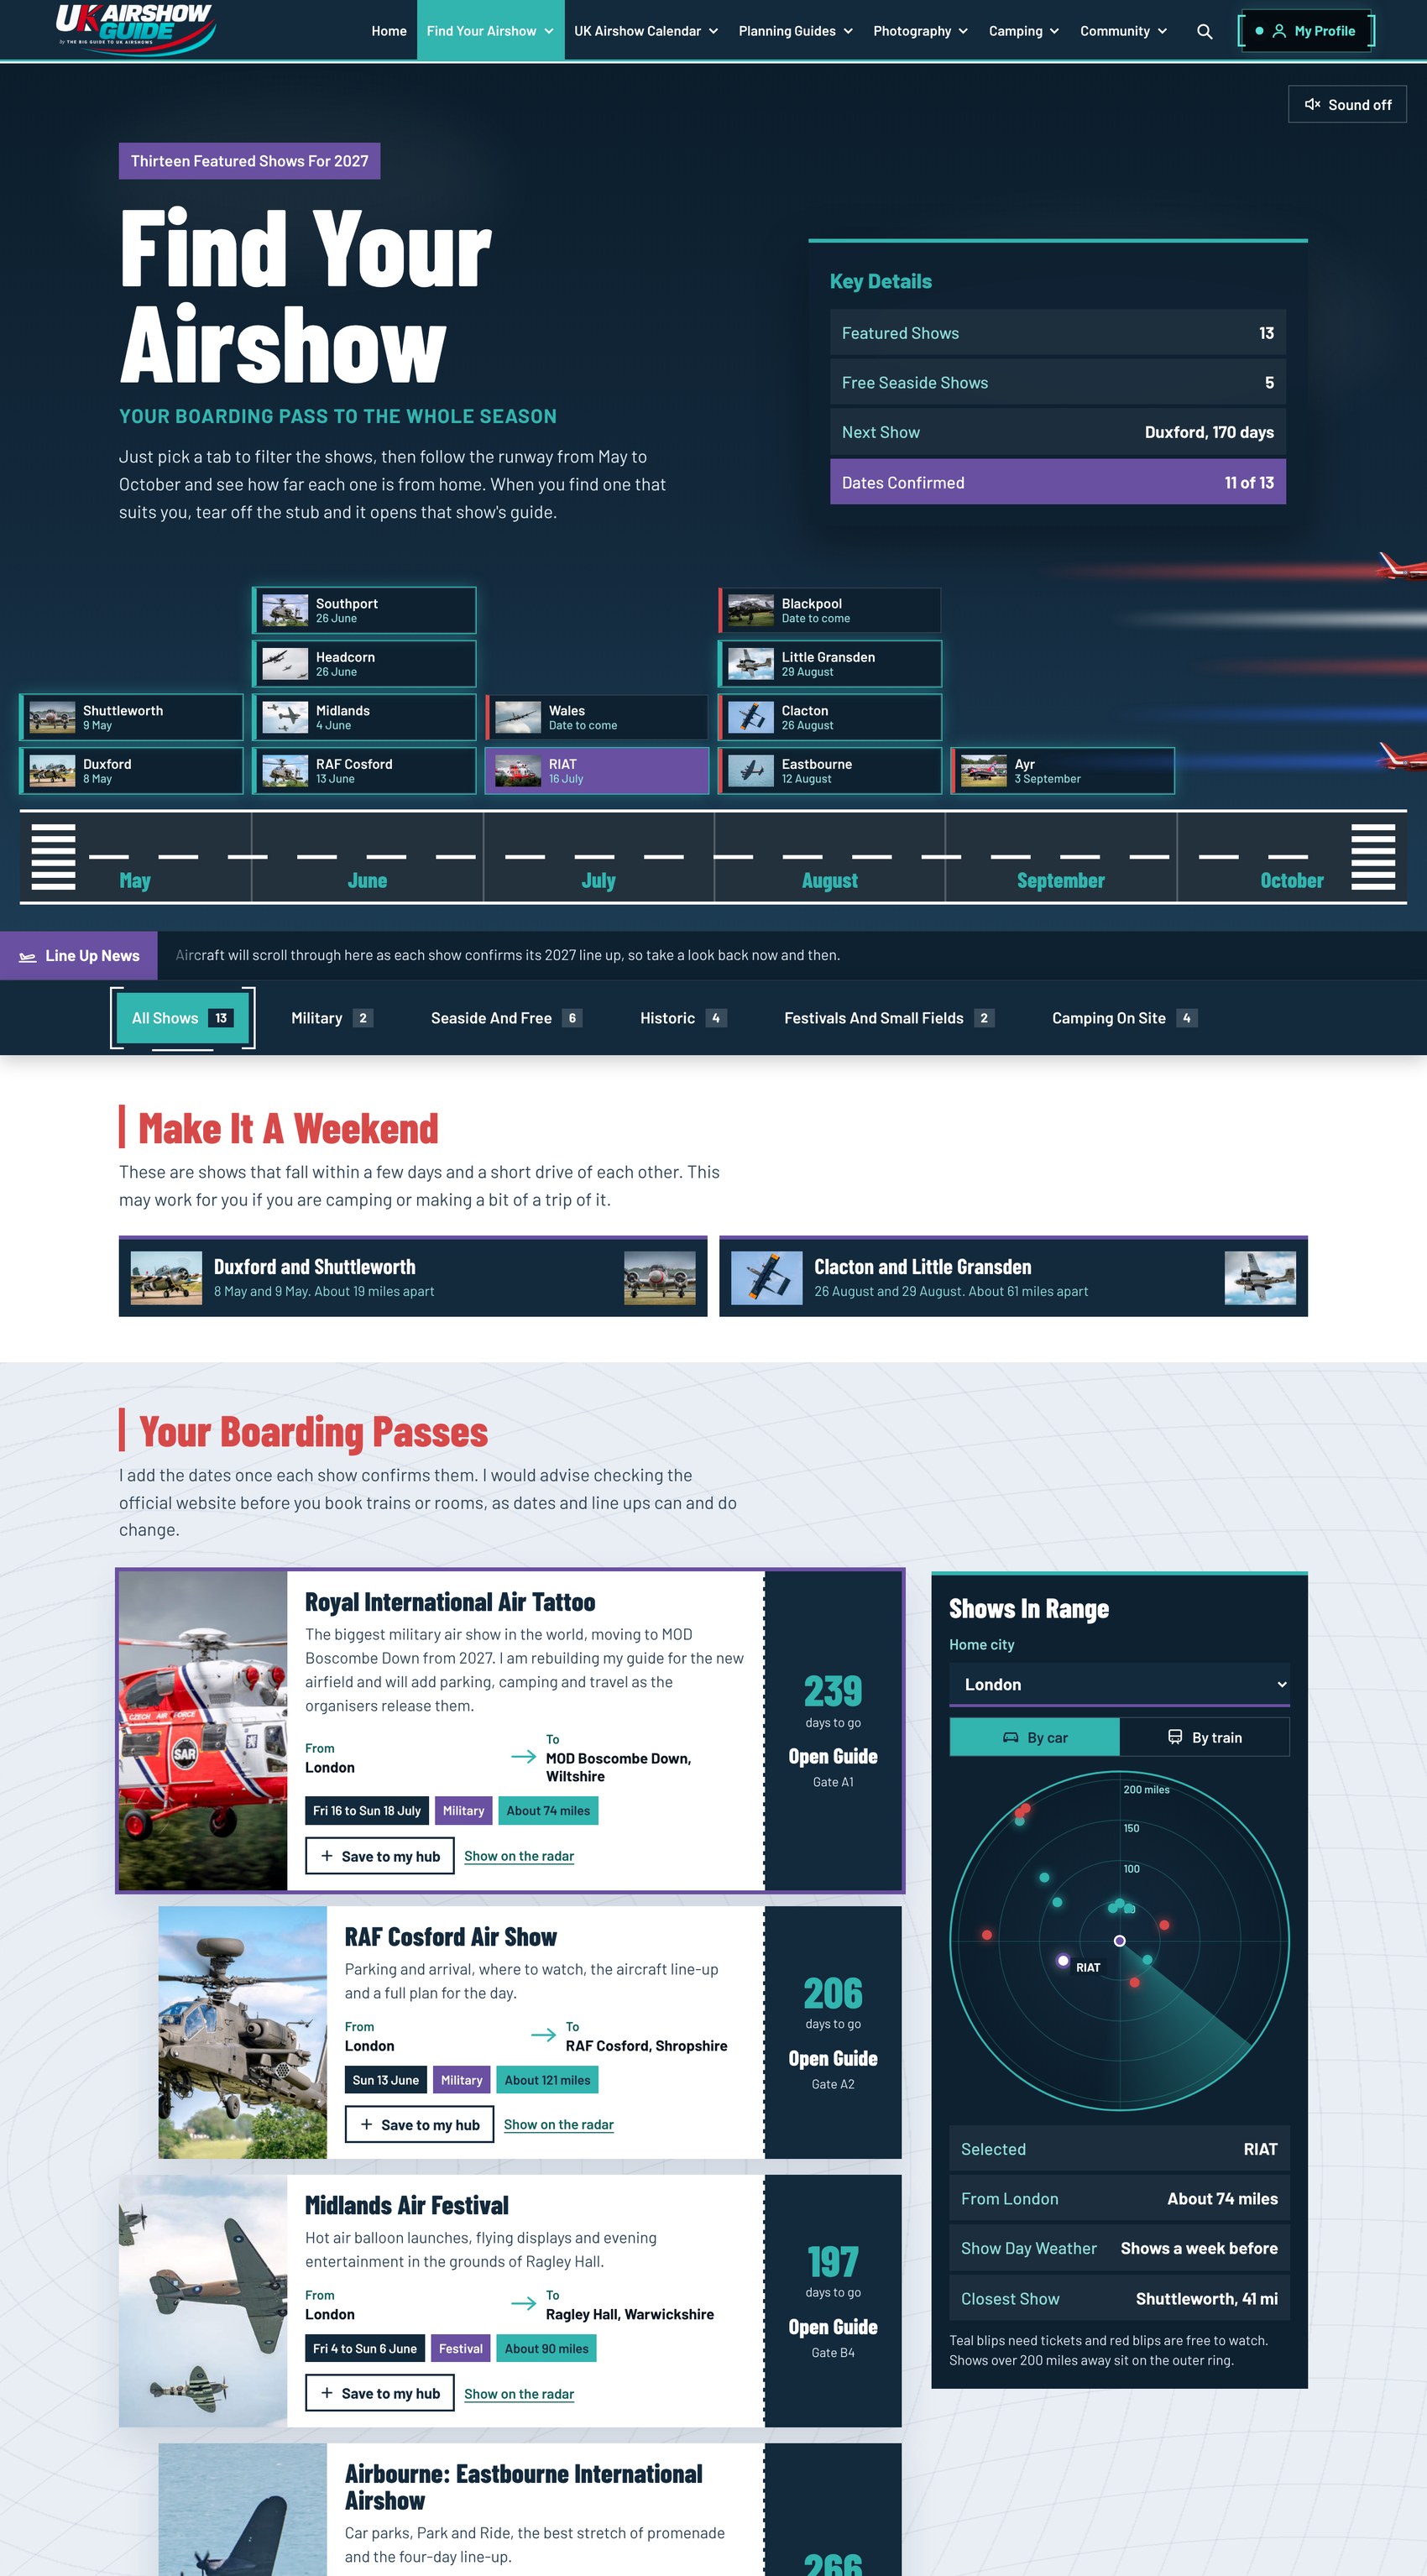 UK AIRSHOW
GUIDE
by THE BIG GUIDE TO UK AIRSHOWS
Home
Find Your Airshow
UK Airshow Calendar
Planning Guides
Photography
Camping
Community
My Profile
Sound off
Thirteen Featured Shows For 2027
Find Your
Airshow
YOUR BOARDING PASS TO THE WHOLE SEASON
Just pick a tab to filter the shows, then follow the runway from May to
October and see how far each one is from home. When you find one that
suits you, tear off the stub and it opens that show's guide.
Key Details
Featured Shows 13
Free Seaside Shows 5
Next Show Duxford, 170 days
Dates Confirmed 11 of 13
Southport
26 June
Blackpool
Date to come
Headcorn
26 June
Little Gransden
29 August
Shuttleworth
9 May
Midlands
4 June
Wales
Date to come
Clacton
26 August
Duxford
8 May
RAF Cosford
13 June
RIAT
16 July
Eastbourne
12 August
Ayr
3 September
May June July August September October
Line Up News
Aircraft will scroll through here as each show confirms its 2027 line up, so take a look back now and then.
All Shows 13
Military 2
Seaside And Free 6
Historic 4
Festivals And Small Fields 2
Camping On Site 4
Make It A Weekend
These are shows that fall within a few days and a short drive of each other. This
may work for you if you are camping or making a bit of a trip of it.
Duxford and Shuttleworth
8 May and 9 May. About 19 miles apart
Clacton and Little Gransden
26 August and 29 August. About 61 miles apart
Your Boarding Passes
I add the dates once each show confirms them. I would advise checking the
official website before you book trains or rooms, as dates and line ups can and do
change.
Royal International Air Tattoo
The biggest military air show in the world, moving to MOD
Boscombe Down from 2027. I am rebuilding my guide for the new
airfield and will add parking, camping and travel as the
organisers release them.
From
London
To
MOD Boscombe Down,
Wiltshire
Fri 16 to Sun 18 July
Military
About 74 miles
Save to my hub
Show on the radar
239
days to go
Open Guide
Gate A1
CZECH AIR FORCE
SAR
RAF Cosford Air Show
Parking and arrival, where to watch, the aircraft line-up
and a full plan for the day.
From
London
To
RAF Cosford, Shropshire
Sun 13 June
Military
About 121 miles
Save to my hub
Show on the radar
206
days to go
Open Guide
Gate A2
Midlands Air Festival
Hot air balloon launches, flying displays and evening
entertainment in the grounds of Ragley Hall.
From
London
To
Ragley Hall, Warwickshire
Fri 4 to Sun 6 June
Festival
About 90 miles
Save to my hub
Show on the radar
197
days to go
Open Guide
Gate B4
Airbourne: Eastbourne International
Airshow
Car parks, Park and Ride, the best stretch of promenade
and the four-day line-up.
266
Shows In Range
Home city
London
By car
By train
200 miles
150
100
RIAT
Selected RIAT
From London About 74 miles
Show Day Weather Shows a week before
Closest Show Shuttleworth, 41 mi
Teal blips need tickets and red blips are free to watch.
Shows over 200 miles away sit on the outer ring.